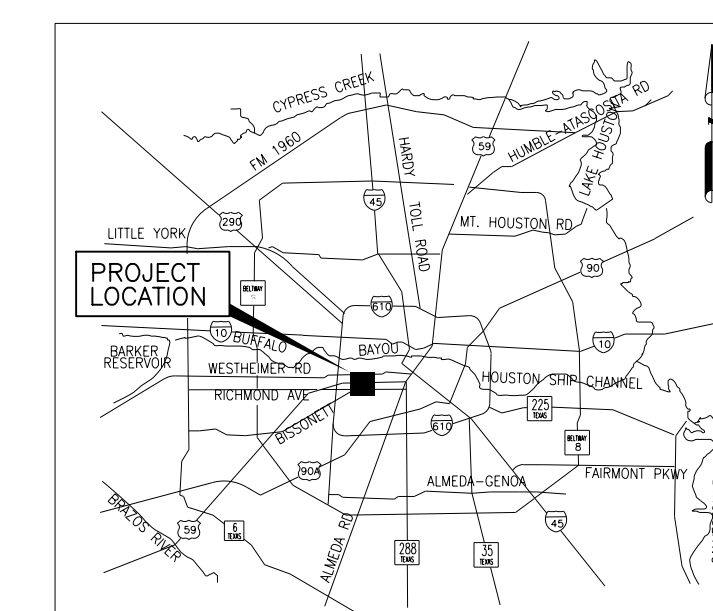 CYPRESS CREEK
HUMBLE-ATASCOSITA RD
LAKE HOUSTON
FM 1960
HARDY TOLL ROAD
59
45
290
LITTLE YORK
MT. HOUSTON RD
90
PROJECT
LOCATION
BELTWAY
610
10
BUFFALO BAYOU
10
BARKER
RESERVOIR
WESTHEIMER RD
HOUSTON SHIP CHANNEL
RICHMOND AVE
225
TEXAS
BISSONETT
610
BELTWAY
8
90A
ALMEDA-GENOA
FAIRMONT PKWY
BRAZOS RIVER
59
6
TEXAS
ALMEDA RD
288
TEXAS
35
TEXAS
45